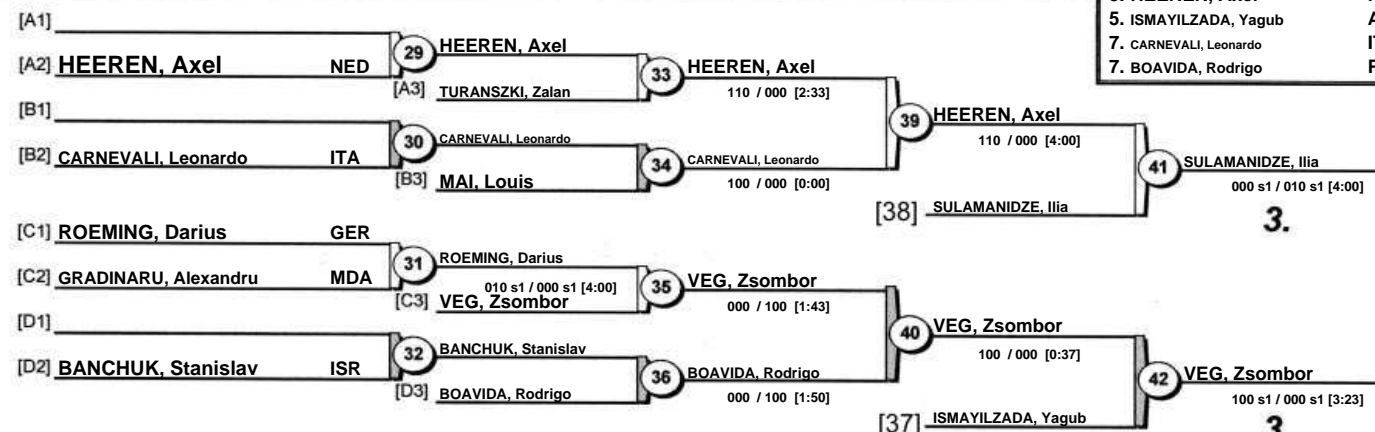 5. ISMAYILZADA, Yagub
7. CARNEVALI, Leonardo
7. BOAVIDA, Rodrigo
[A1]
[A2] HEEREN, Axel NED
29
HEEREN, Axel
[A3] TURANSZKI, Zalan
33
HEEREN, Axel
110 / 000 [2:33]
[B1]
[B2] CARNEVALI, Leonardo ITA
30
CARNEVALI, Leonardo
[B3] MAI, Louis
34
CARNEVALI, Leonardo
100 / 000 [0:00]
39
HEEREN, Axel
110 / 000 [4:00]
[38] SULAMANIDZE, Ilia
41
SULAMANIDZE, Ilia
000 s1 / 010 s1 [4:00]
3.
[C1] ROEMING, Darius GER
[C2] GRADINARU, Alexandru MDA
31
ROEMING, Darius
010 s1 / 000 s1 [4:00]
[C3] VEG, Zsombor
35
VEG, Zsombor
000 / 100 [1:43]
[D1]
[D2] BANCHUK, Stanislav ISR
32
BANCHUK, Stanislav
[D3] BOAVIDA, Rodrigo
36
BOAVIDA, Rodrigo
000 / 100 [1:50]
40
VEG, Zsombor
100 / 000 [0:37]
[37] ISMAYILZADA, Yagub
42
VEG, Zsombor
100 s1 / 000 s1 [3:23]